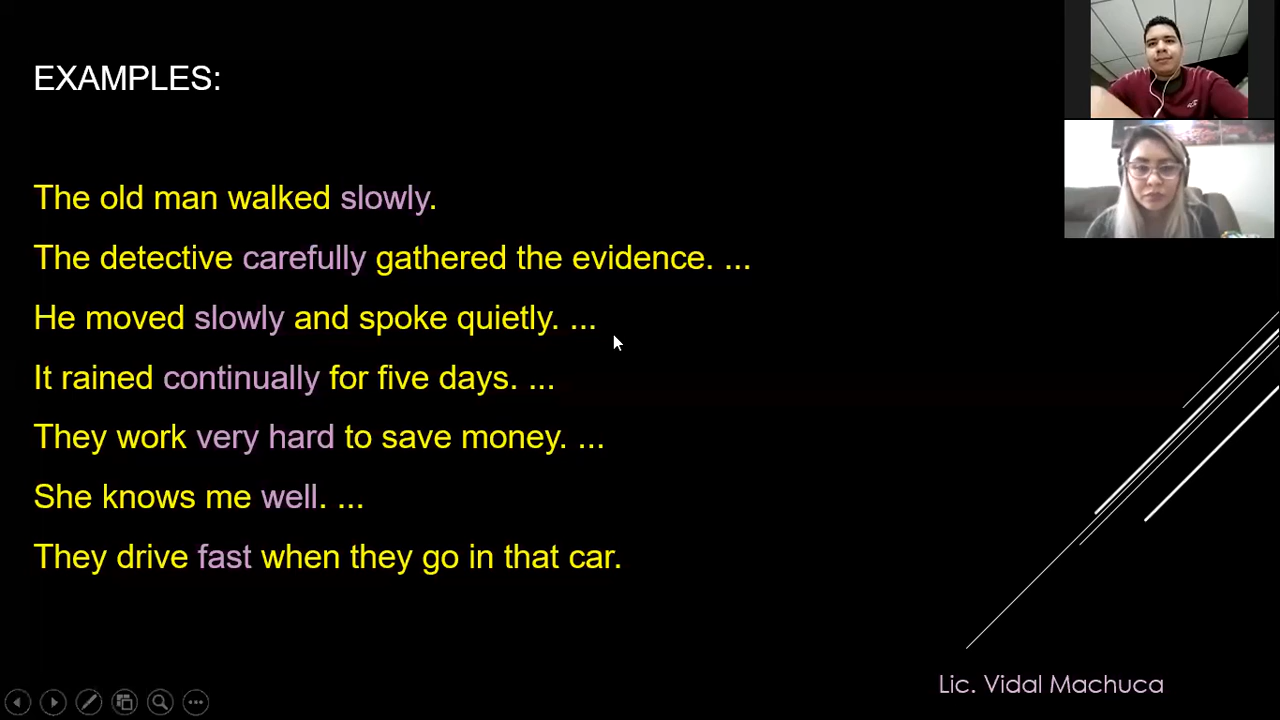 EXAMPLES:
The old man walked slowly.
The detective carefully gathered the evidence. ...
He moved slowly and spoke quietly. ...
It rained continually for five days. ...
They work very hard to save money. ...
She knows me well. ...
They drive fast when they go in that car.
Lic. Vidal Machuca